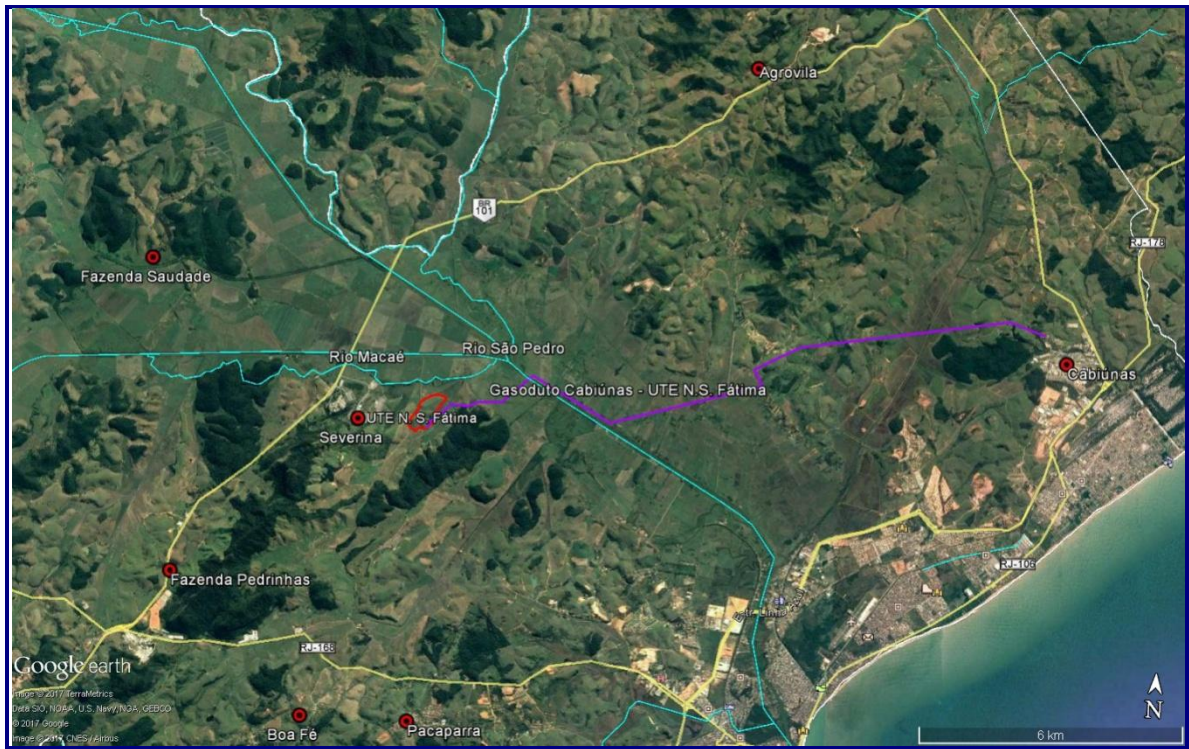 Agrovila
BR
101
RJ-178
Fazenda Saudade
Rio Macaé
Rio São Pedro
Cabiúnas
Gasoduto Cabiúnas - UTE N.S. Fátima
UTE N. S. Fátima
Severina
RJ-106
Fazenda Pedrinhas
RJ-168
Google earth
Image © 2017 TerraMetrics
Data SIO, NOAA, U.S. Navy, NGA, GEBCO
© 2017 Google
Image © 2017 CNES / Airbus
Boa Fé
Pacaparra
N
6 km